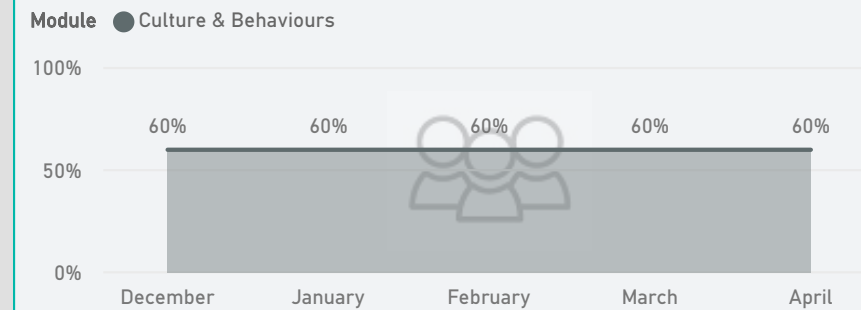 Module Culture & Behaviours
100%
60% 60% 60% 60% 60%
50%
0%
December January February March April